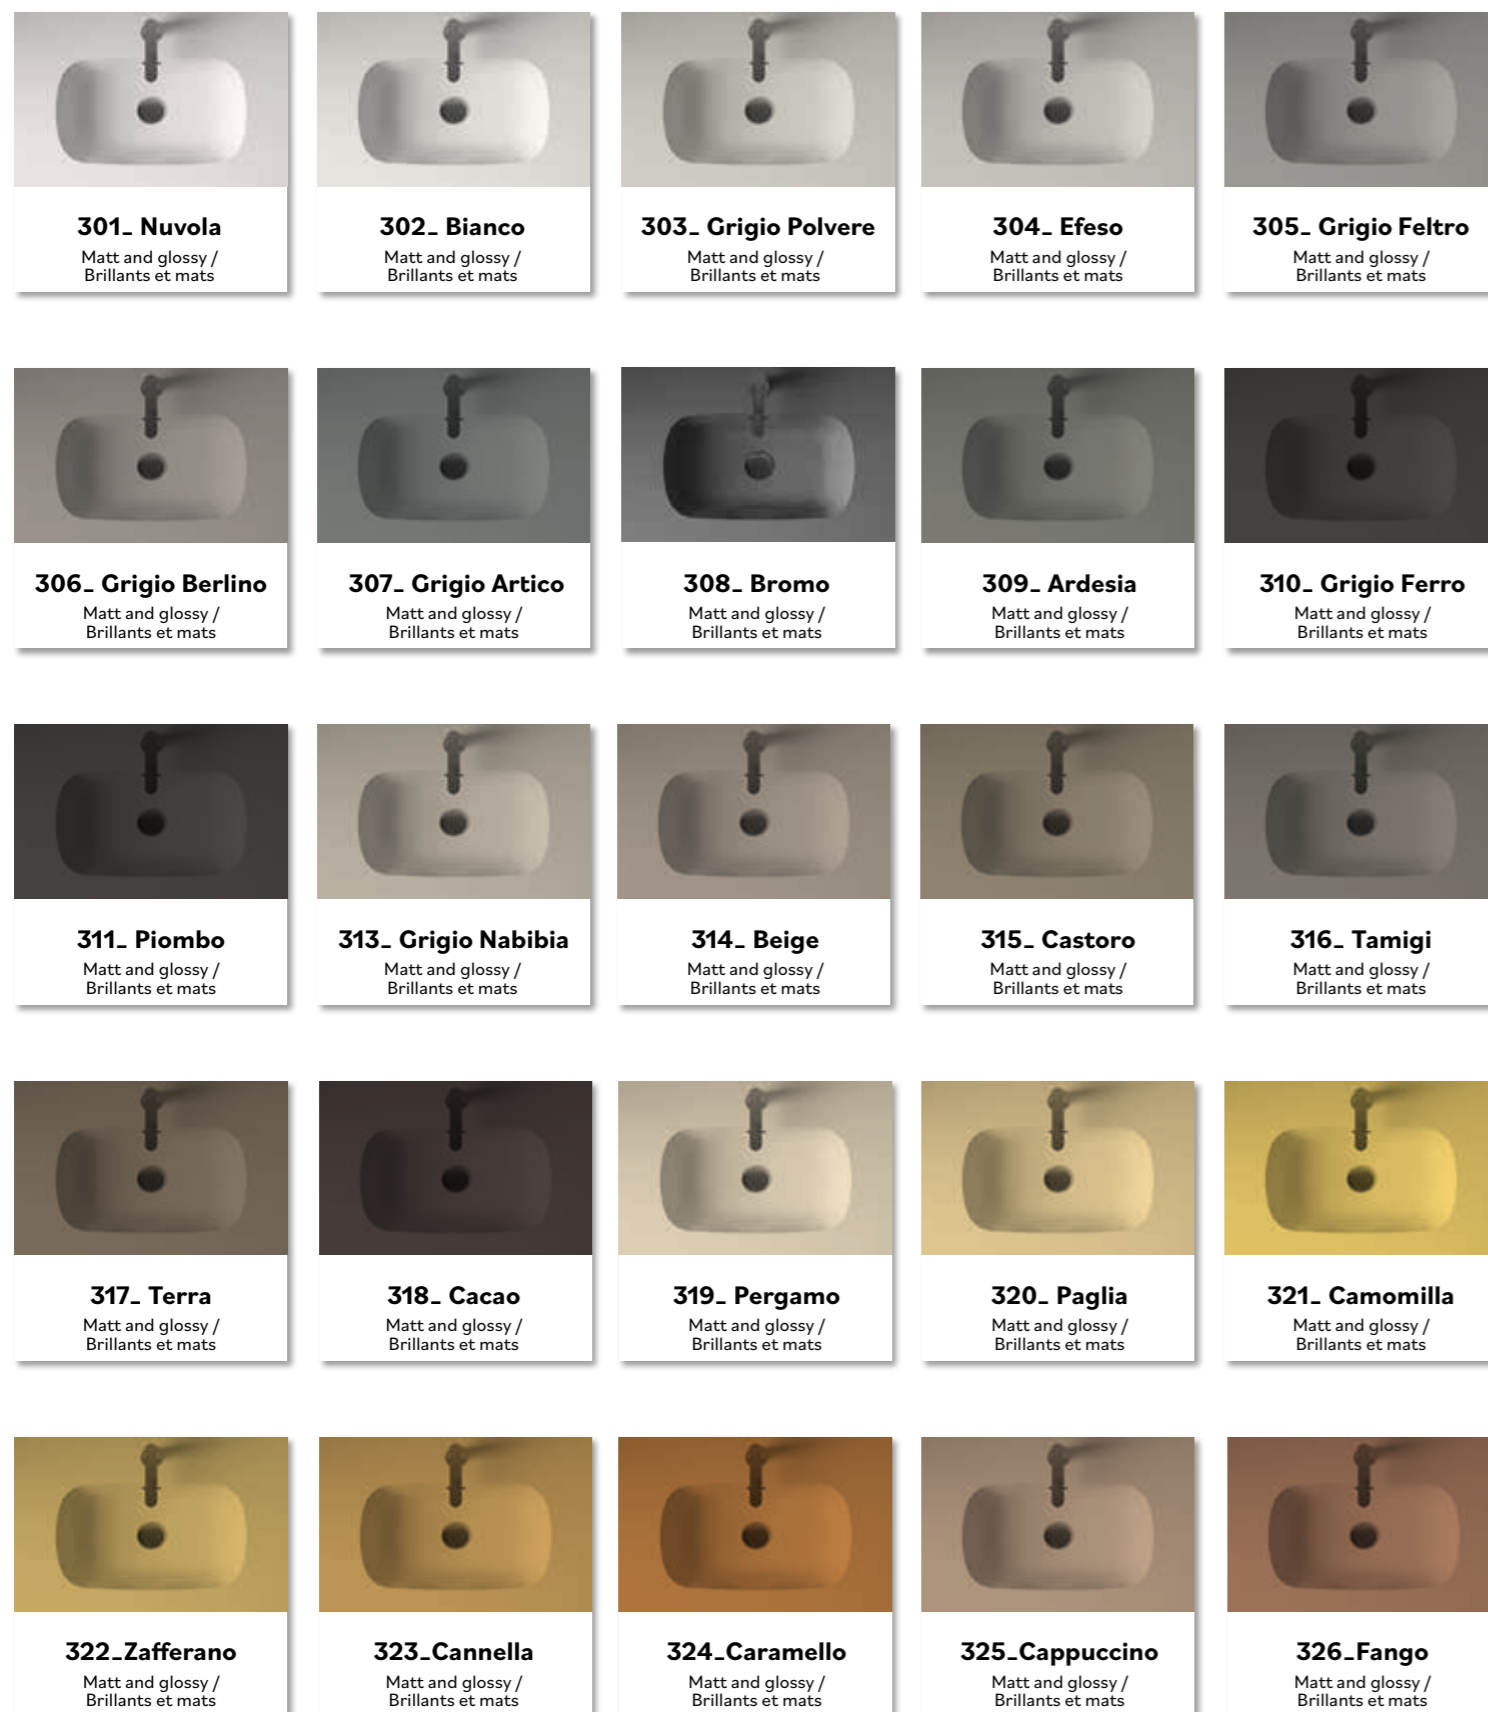 301_ Nuvola
Matt and glossy /
Brillants et mats
302_ Bianco
Matt and glossy /
Brillants et mats
303_ Grigio Polvere
Matt and glossy /
Brillants et mats
304_ Efeso
Matt and glossy /
Brillants et mats
305_ Grigio Feltro
Matt and glossy /
Brillants et mats
306_ Grigio Berlino
Matt and glossy /
Brillants et mats
307_ Grigio Artico
Matt and glossy /
Brillants et mats
308_ Bromo
Matt and glossy /
Brillants et mats
309_ Ardesia
Matt and glossy /
Brillants et mats
310_ Grigio Ferro
Matt and glossy /
Brillants et mats
311_ Piombo
Matt and glossy /
Brillants et mats
313_ Grigio Nabibia
Matt and glossy /
Brillants et mats
314_ Beige
Matt and glossy /
Brillants et mats
315_ Castoro
Matt and glossy /
Brillants et mats
316_ Tamigi
Matt and glossy /
Brillants et mats
317_ Terra
Matt and glossy /
Brillants et mats
318_ Cacao
Matt and glossy /
Brillants et mats
319_ Pergamo
Matt and glossy /
Brillants et mats
320_ Paglia
Matt and glossy /
Brillants et mats
321_ Camomilla
Matt and glossy /
Brillants et mats
322_Zafferano
Matt and glossy /
Brillants et mats
323_Cannella
Matt and glossy /
Brillants et mats
324_Caramello
Matt and glossy /
Brillants et mats
325_Cappuccino
Matt and glossy /
Brillants et mats
326_Fango
Matt and glossy /
Brillants et mats